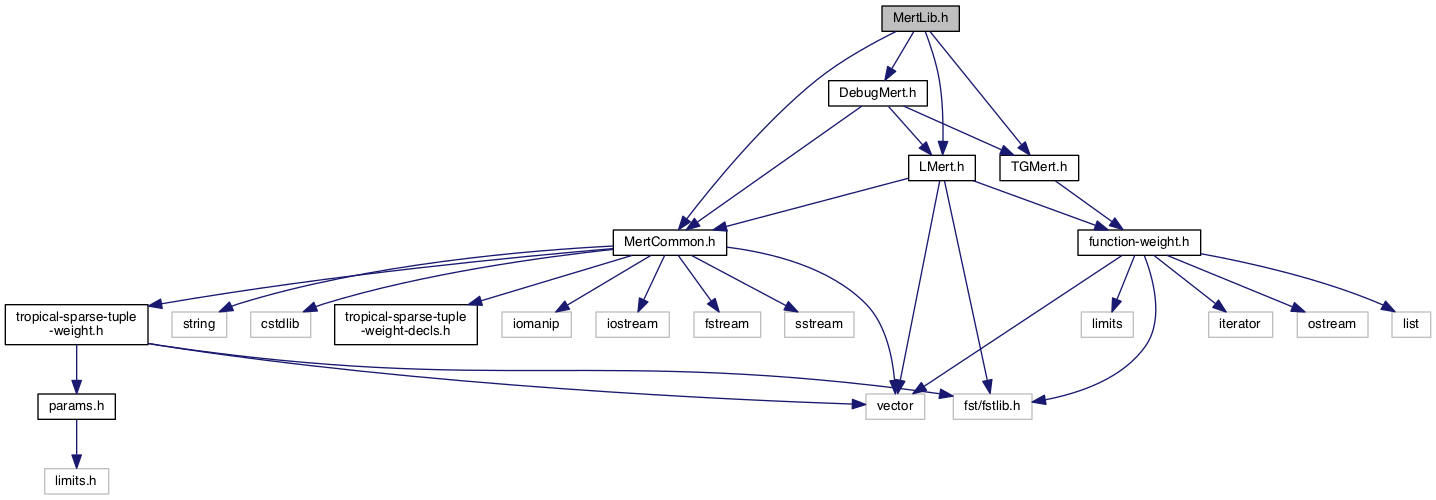 MertLib.h
DebugMert.h
LMert.h
TGMert.h
MertCommon.h
function-weight.h
tropical-sparse-tuple
-weight.h
string
cstdlib
tropical-sparse-tuple
-weight-decls.h
iomanip
iostream
fstream
sstream
limits
iterator
ostream
list
params.h
vector
fst/fstlib.h
limits.h